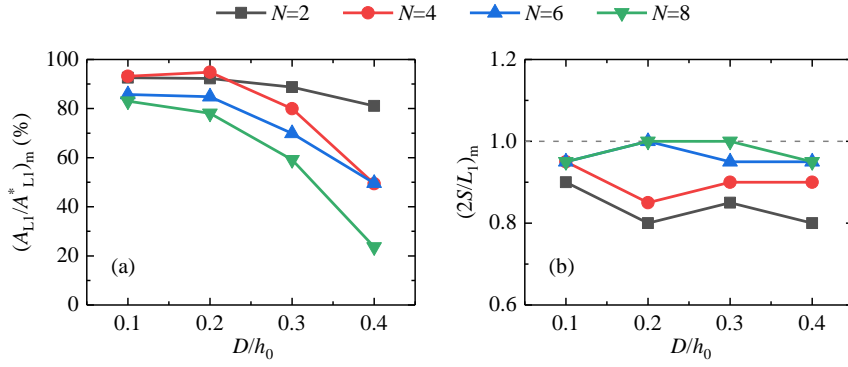 N=2 N=4 N=6 N=8
100
80
60
40
20
0
(A_L1/A*_L1)_m (%)
(a)
0.1 0.2 0.3 0.4
D/h_0
1.2
1.0
0.8
0.6
(2S/L_1)_m
(b)
0.1 0.2 0.3 0.4
D/h_0